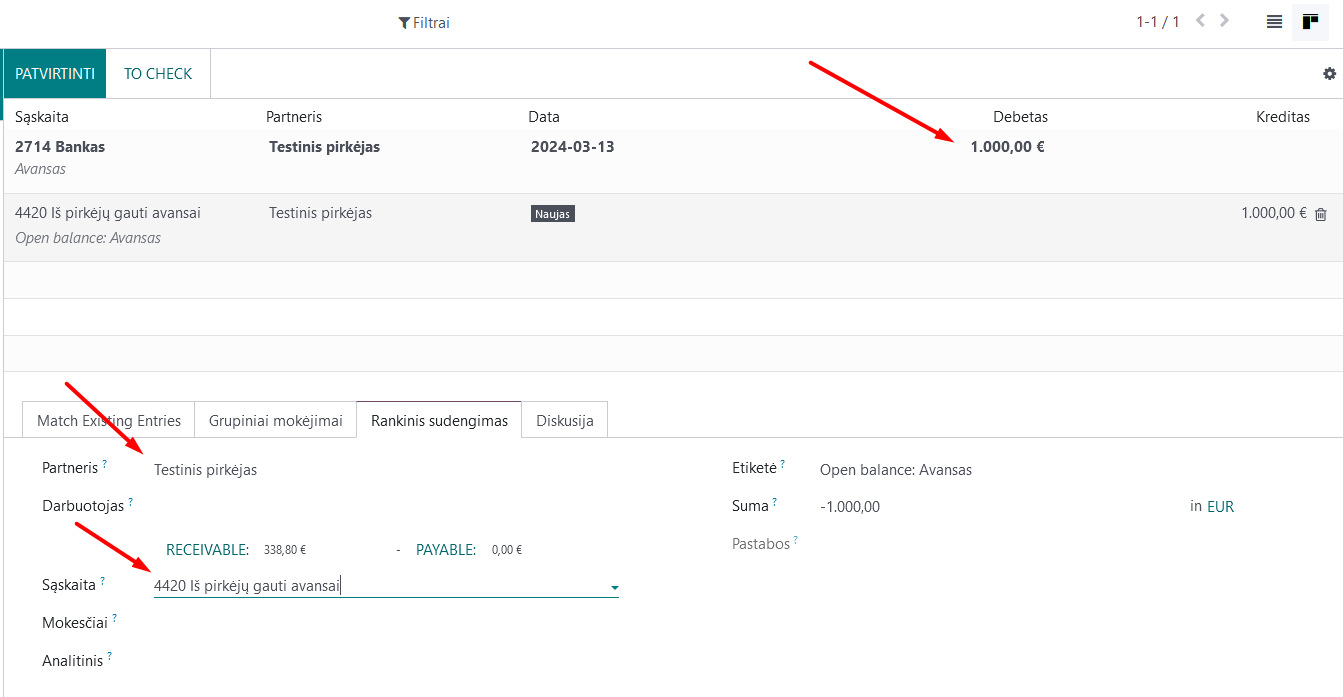 Filtrai
1-1 / 1
PATVIRTINTI TO CHECK
Sąskaita Partneris Data Debetas Kreditas
2714 Bankas Testinis pirkėjas 2024-03-13 1.000,00 €
Avansas
4420 Iš pirkėjų gauti avansai Testinis pirkėjas Naujas 1.000,00 €
Open balance: Avansas
Match Existing Entries Grupiniai mokėjimai Rankinis sudengimas Diskusija
Partneris ? Testinis pirkėjas Etiketė ? Open balance: Avansas
Darbuotojas ? Suma ? -1.000,00 in EUR
Pastabos ?
RECEIVABLE: 338,80 € - PAYABLE: 0,00 €
Sąskaita ? 4420 Iš pirkėjų gauti avansai
Mokesčiai ?
Analitinis ?